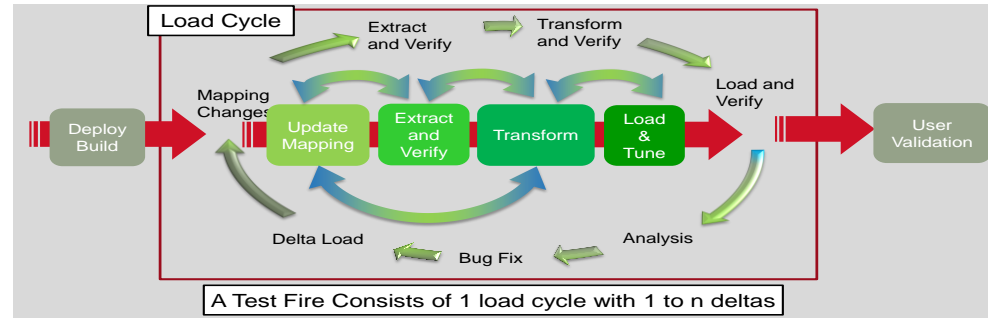 Load Cycle
Extract
and Verify
Transform
and Verify
Mapping
Changes
Load and
Verify
Deploy
Build
Update
Mapping
Extract
and
Verify
Transform
Load
&
Tune
User
Validation
Delta Load
Bug Fix
Analysis
A Test Fire Consists of 1 load cycle with 1 to n deltas